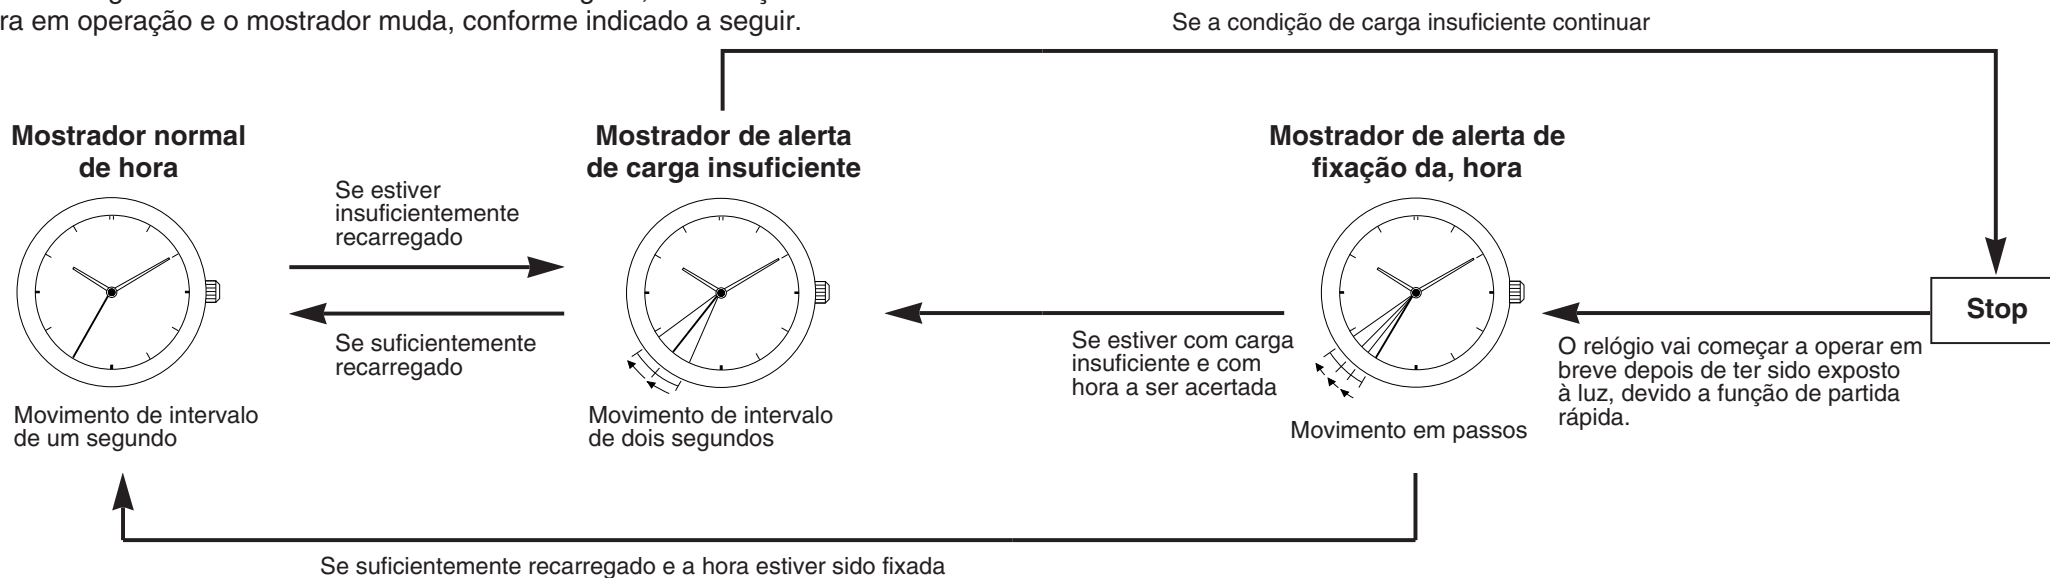 ra em operação e o mostrador muda, conforme indicado a seguir.
Se a condição de carga insuficiente continuar
Mostrador normal
de hora
Se estiver
insuficientemente
recarregado
Se suficientemente
recarregado
Movimento de intervalo
de um segundo
Mostrador de alerta
de carga insuficiente
Movimento de intervalo
de dois segundos
Se estiver com carga
insuficiente e com
hora a ser acertada
Mostrador de alerta de
fixação da, hora
Movimento em passos
Stop
O relógio vai começar a operar em
breve depois de ter sido exposto
à luz, devido a função de partida
rápida.
Se suficientemente recarregado e a hora estiver sido fixada